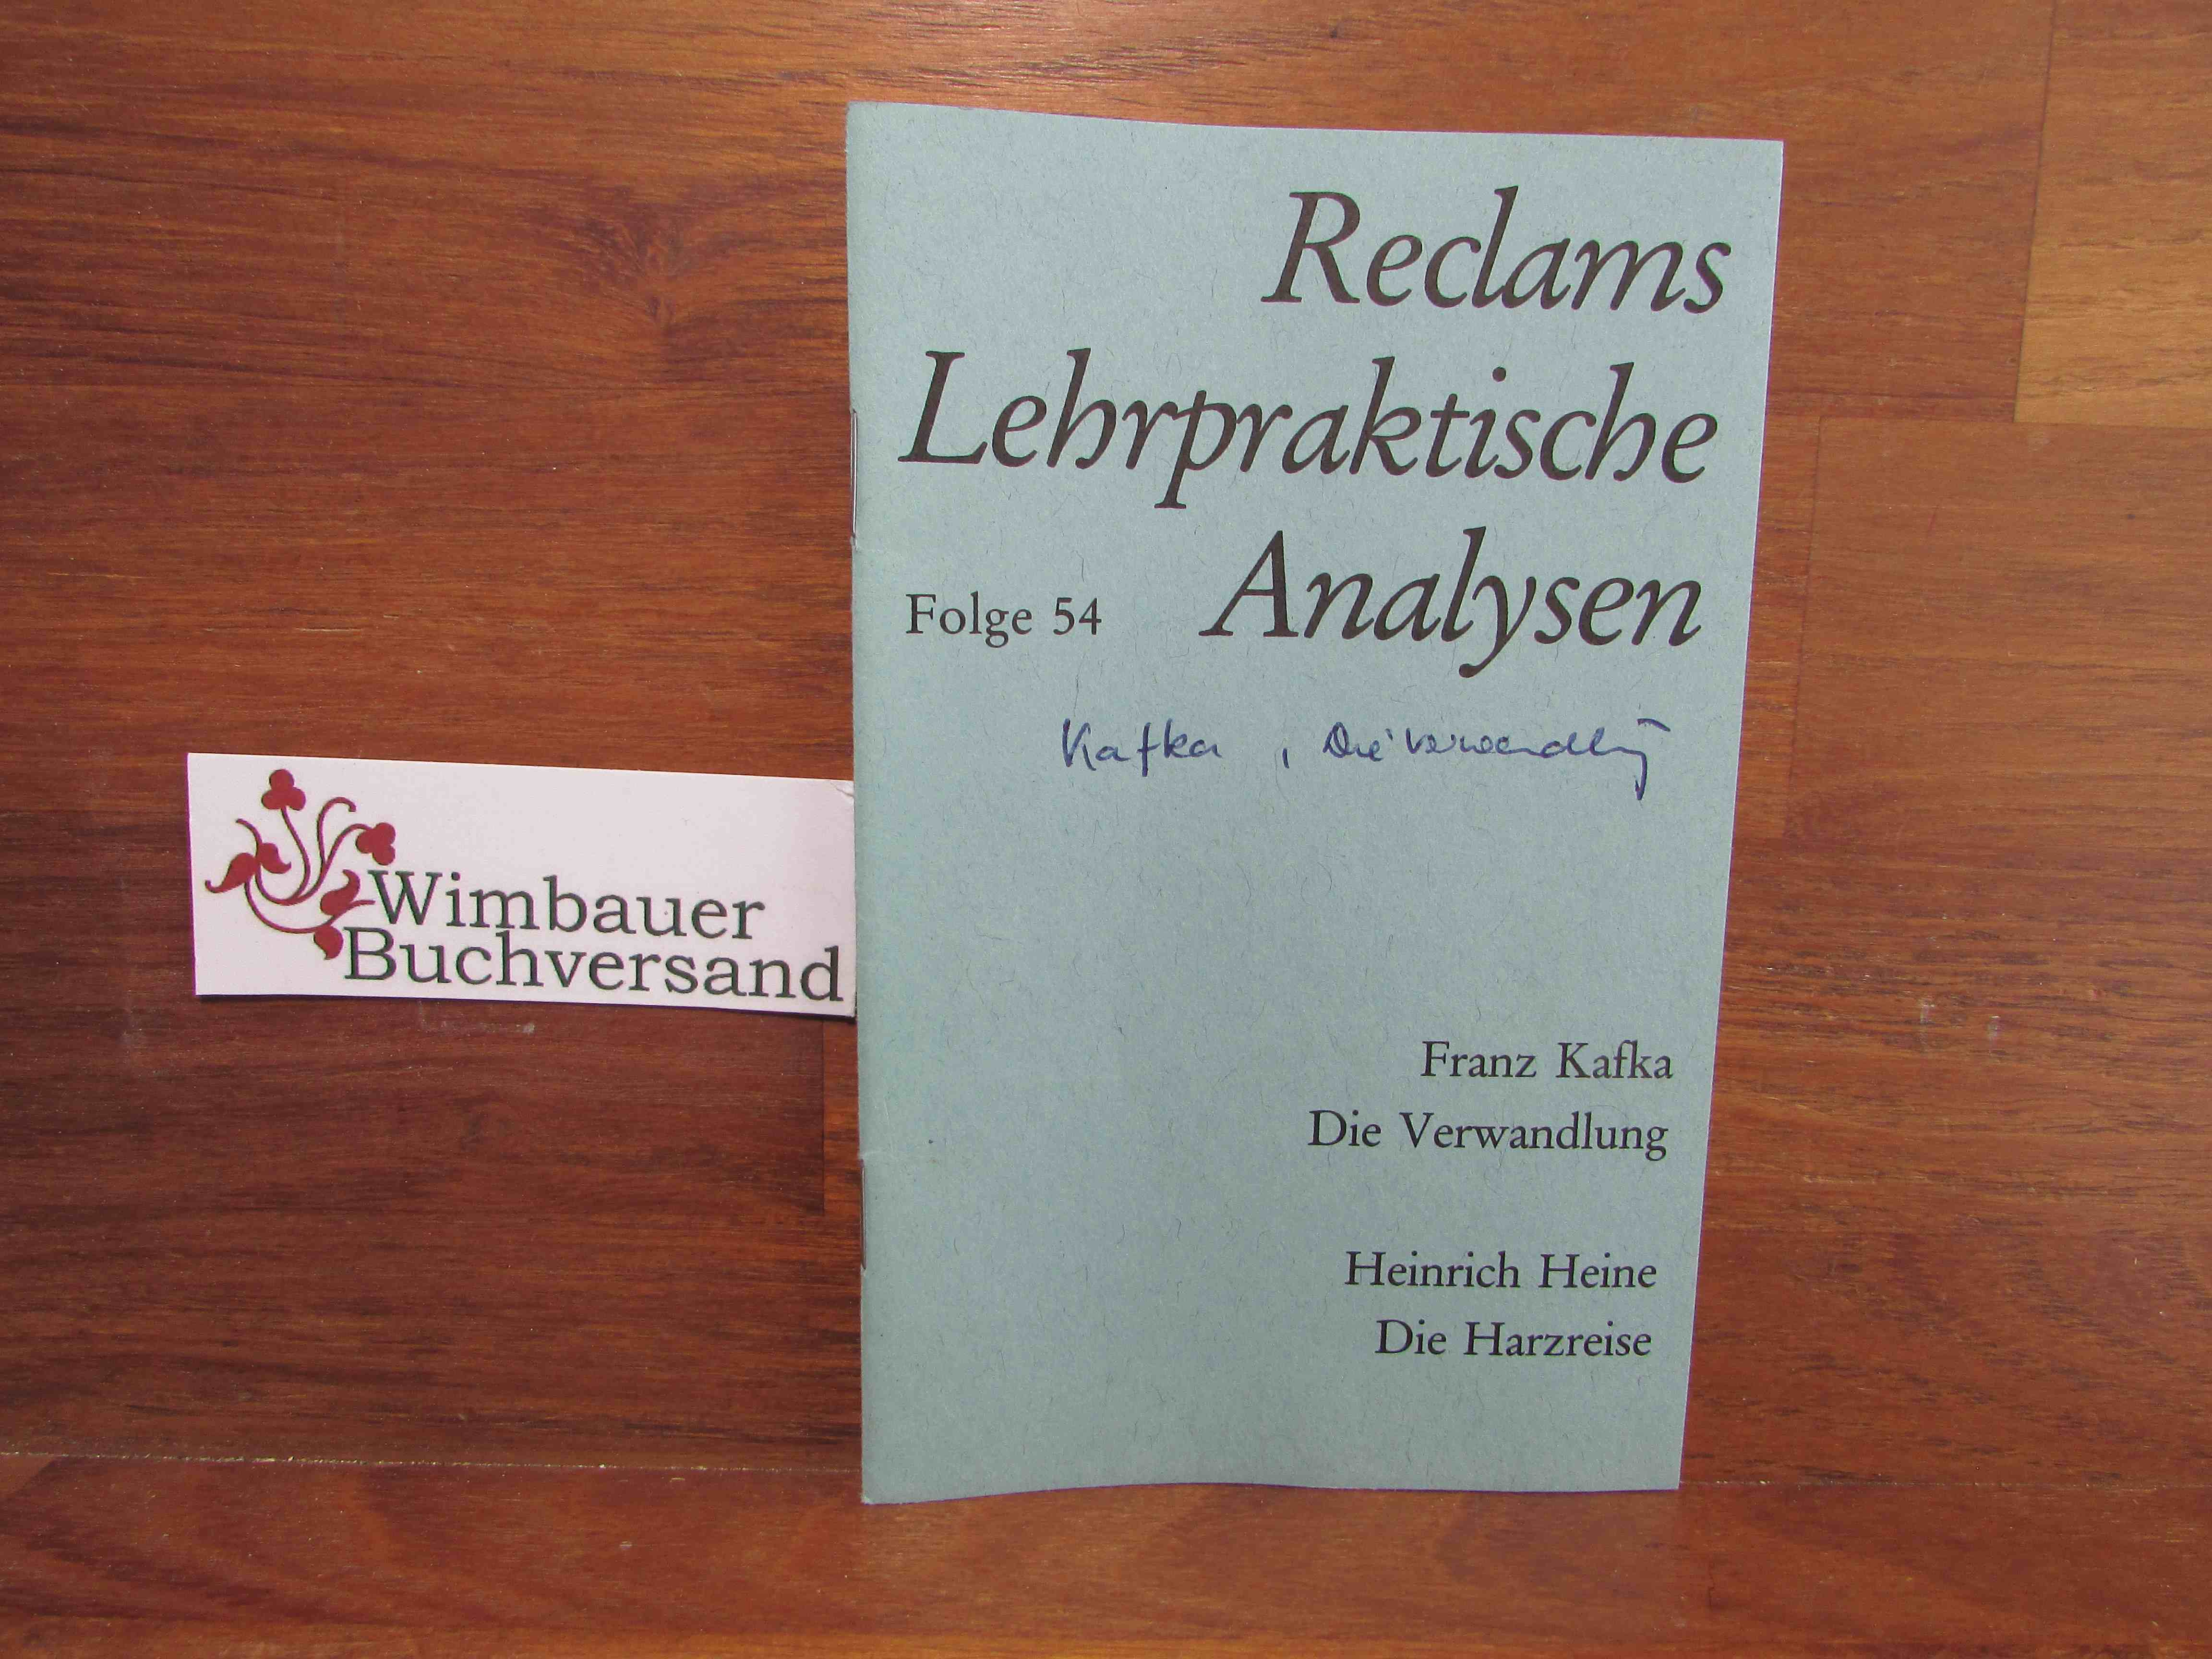 Reclams
Lehrpraktische
Folge 54 Analysen
Kafka, Die Verwandlung
Wimbauer
Buchversand
Franz Kafka
Die Verwandlung
Heinrich Heine
Die Harzreise